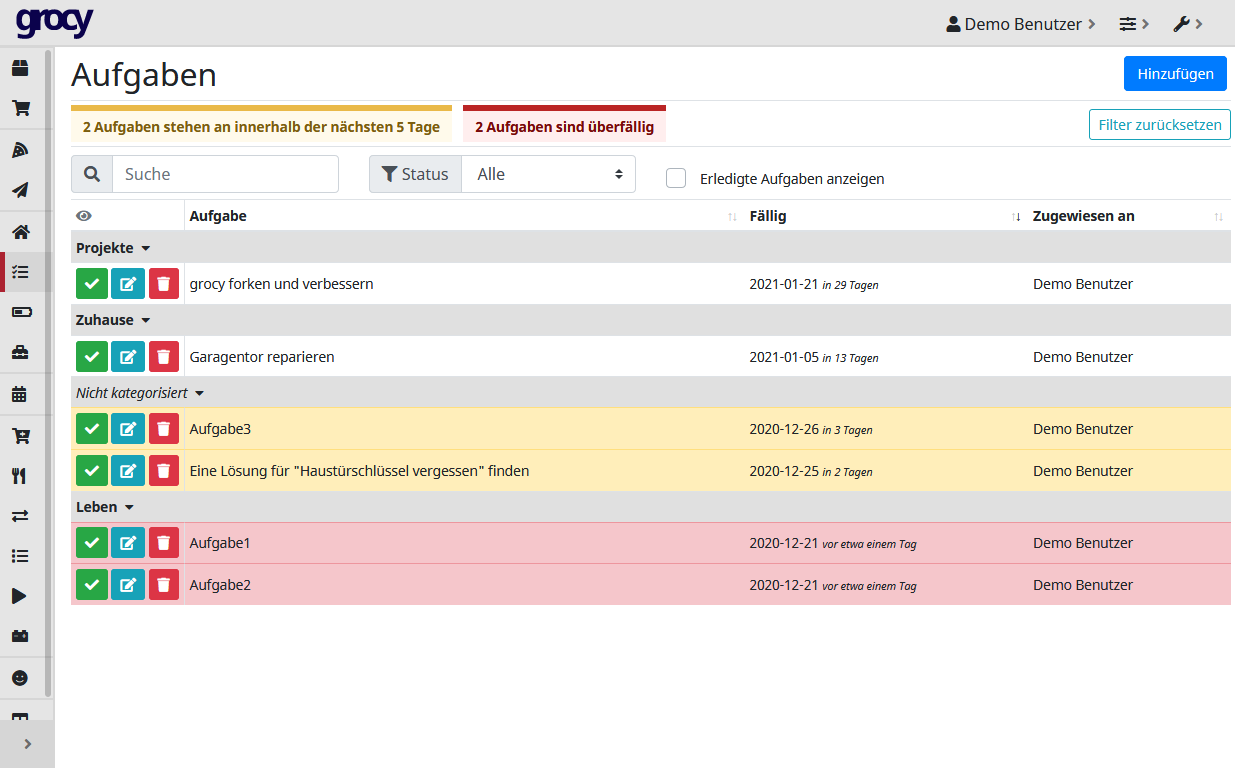 grocy
Demo Benutzer
Aufgaben
Hinzufügen
2 Aufgaben stehen an innerhalb der nächsten 5 Tage
2 Aufgaben sind überfällig
Filter zurücksetzen
Suche
Status
Alle
Erledigte Aufgaben anzeigen
Aufgabe Fällig Zugewiesen an
Projekte
grocy forken und verbessern 2021-01-21 in 29 Tagen Demo Benutzer
Zuhause
Garagentor reparieren 2021-01-05 in 13 Tagen Demo Benutzer
Nicht kategorisiert
Aufgabe3 2020-12-26 in 3 Tagen Demo Benutzer
Eine Lösung für "Haustürschlüssel vergessen" finden 2020-12-25 in 2 Tagen Demo Benutzer
Leben
Aufgabe1 2020-12-21 vor etwa einem Tag Demo Benutzer
Aufgabe2 2020-12-21 vor etwa einem Tag Demo Benutzer